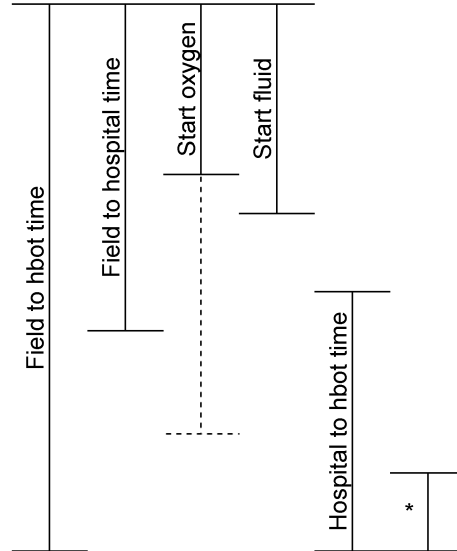 Field to hbot time
Field to hospital time
Start oxygen
Start fluid
Hospital to hbot time
*